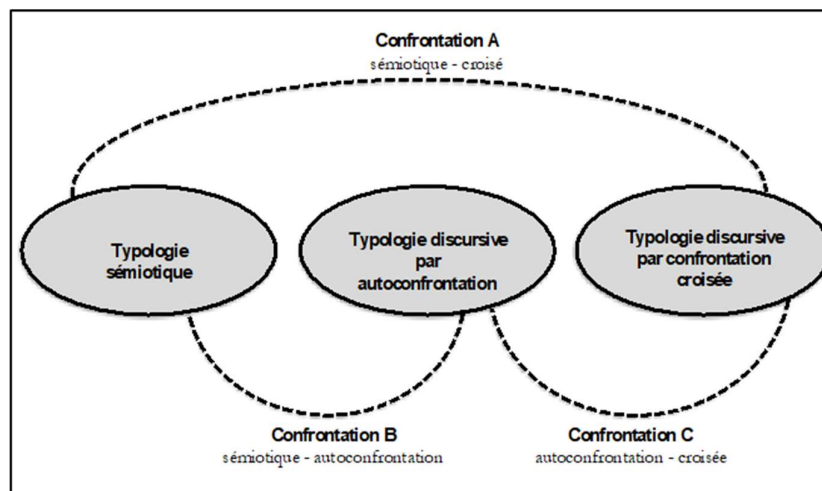 Confrontation A
sémiotique - croisé
Typologie
sémiotique
Typologie discursive
par
autoconfrontation
Typologie discursive
par confrontation
croisée
Confrontation B
sémiotique - autoconfrontation
Confrontation C
autoconfrontation - croisée